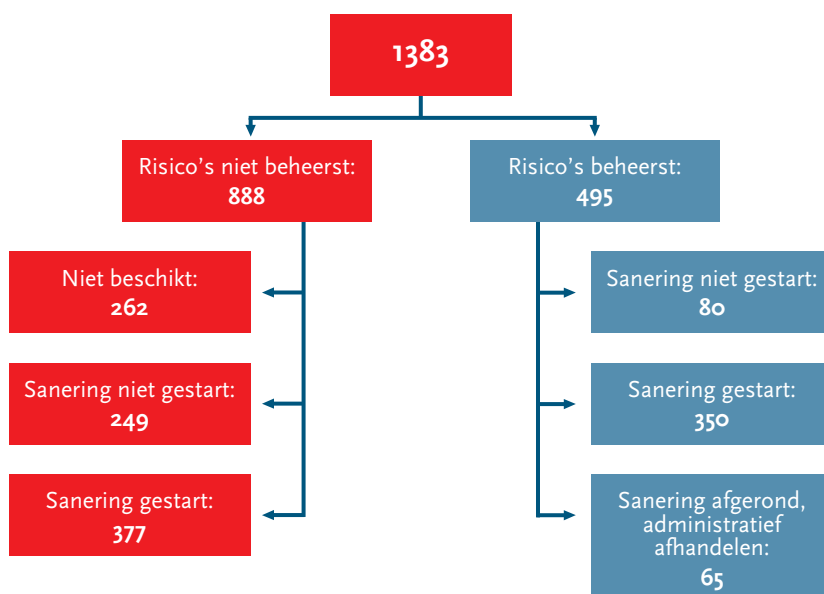 1383
Risico's niet beheerst:
888
Risico's beheerst:
495
Niet beschikt:
262
Sanering niet gestart:
249
Sanering gestart:
377
Sanering niet gestart:
80
Sanering gestart:
350
Sanering afgerond,
administratief
afhandelen:
65